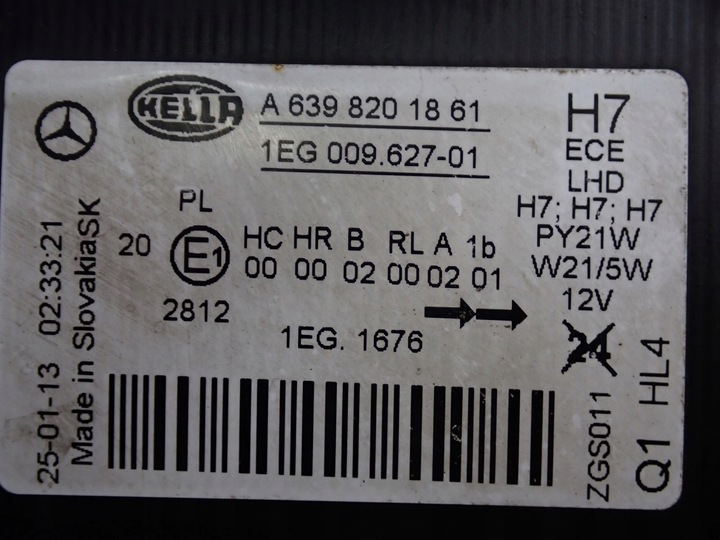 HELLA
A 639 820 1861
1EG 009.627-01
H7
ECE
LHD
H7; H7; H7
PY21W
W21/5W
12V
24
PL
20
E1
HC HR B RL A 1b
00 00 02 00 02 01
2812
1EG. 1676
25-01-13 02:33:21
Made in SlovakiaSK
ZGS011
Q1 HL4